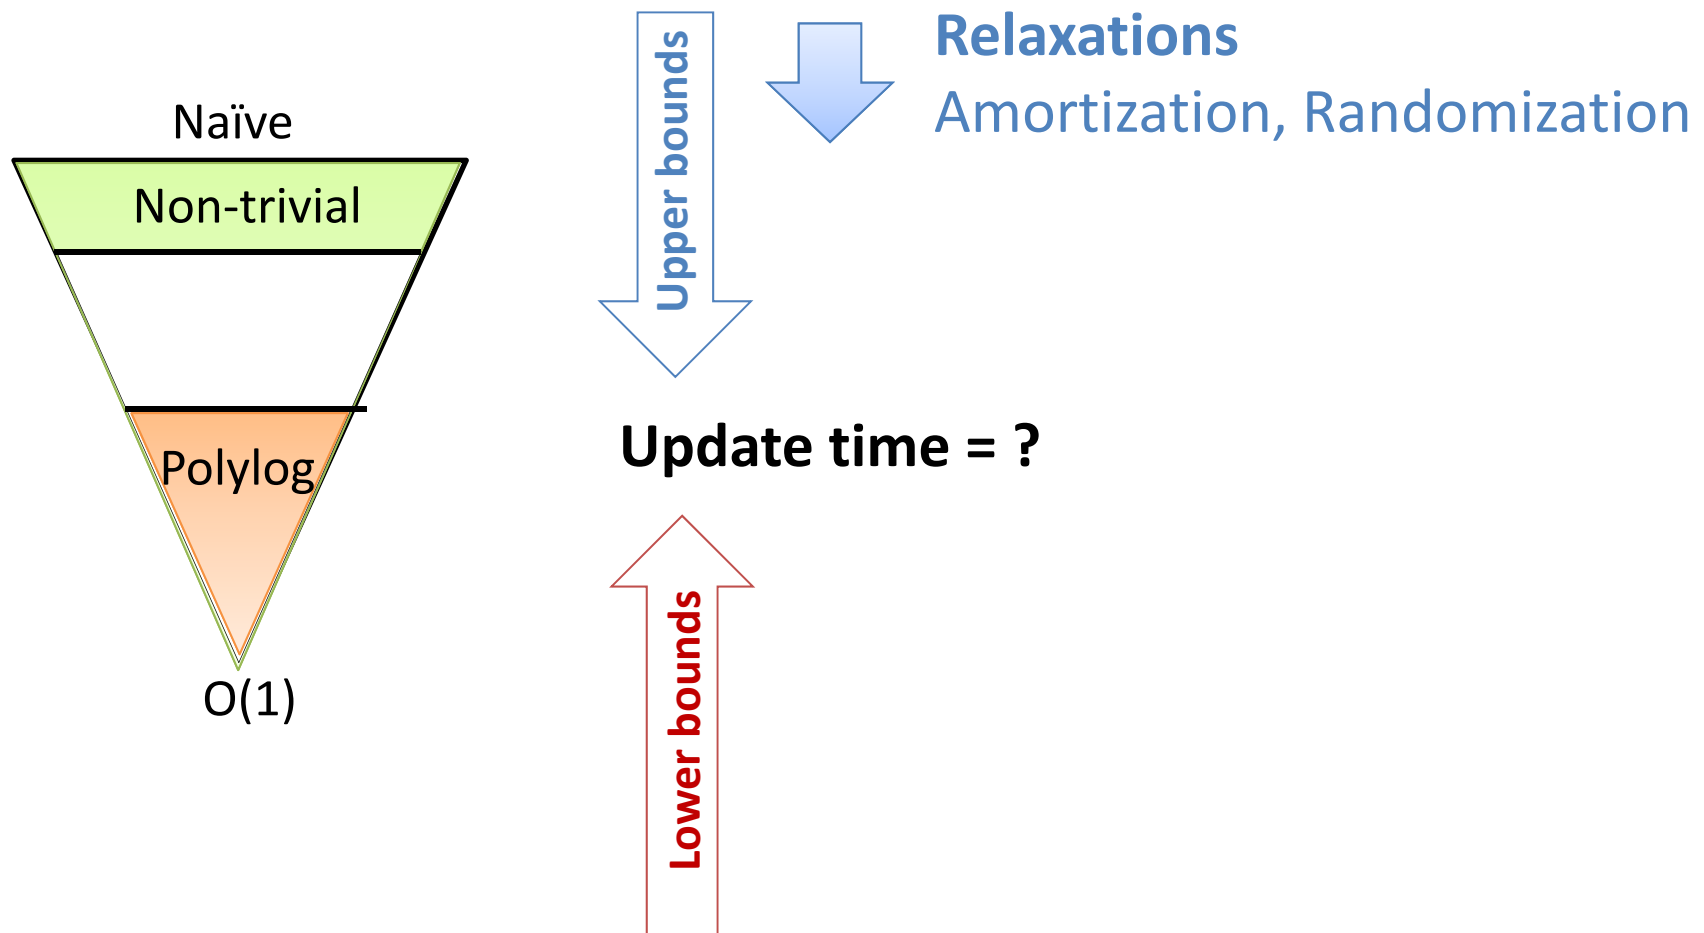 Naïve
Non-trivial
Polylog
O(1)
Upper bounds
Relaxations
Amortization, Randomization
Update time = ?
Lower bounds